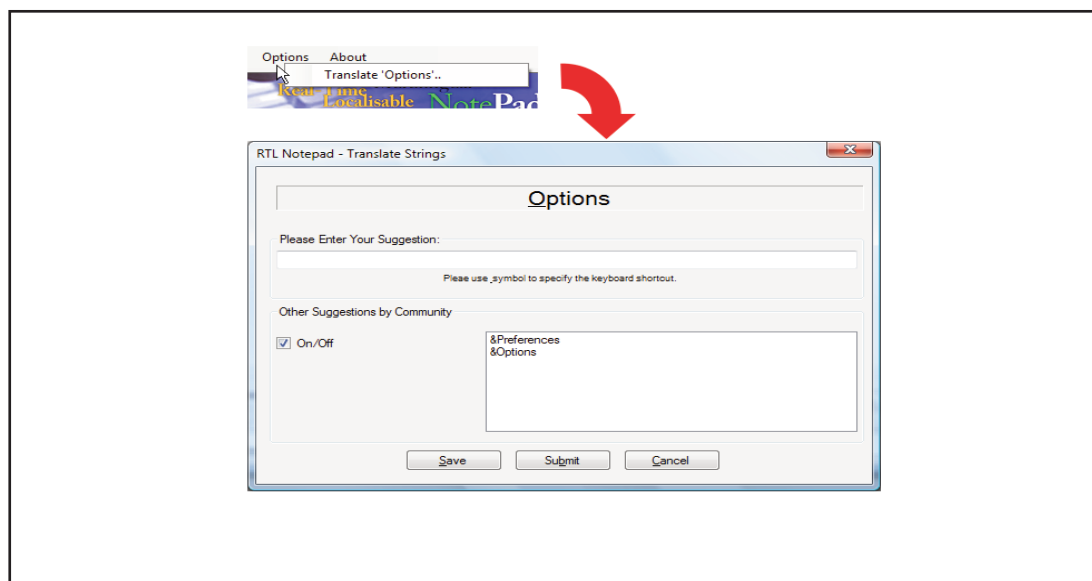 Options About
Translate 'Options'..
Real Time
Localisable NotePad
RTL Notepad - Translate Strings
Options
Please Enter Your Suggestion:
Pleae use _symbol to specify the keyboard shortcut.
Other Suggestions by Community
On/Off
&Preferences
&Options
Save Submit Cancel